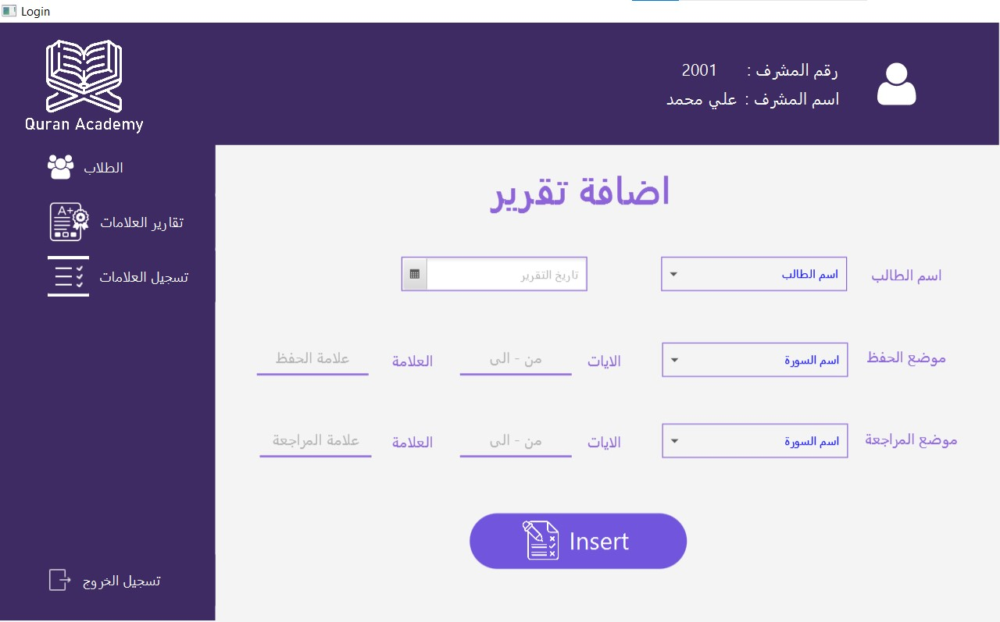 Login
Quran Academy
رقم المشرف : 2001
اسم المشرف : علي محمد
الطلاب
A+
تقارير العلامات
تسجيل العلامات
تسجيل الخروج
اضافة تقرير
اسم الطالب اسم الطالب تاريخ التقرير
موضع الحفظ اسم السورة الايات من - الى العلامة علامة الحفظ
موضع المراجعة اسم السورة الايات من - الى العلامة علامة المراجعة
Insert